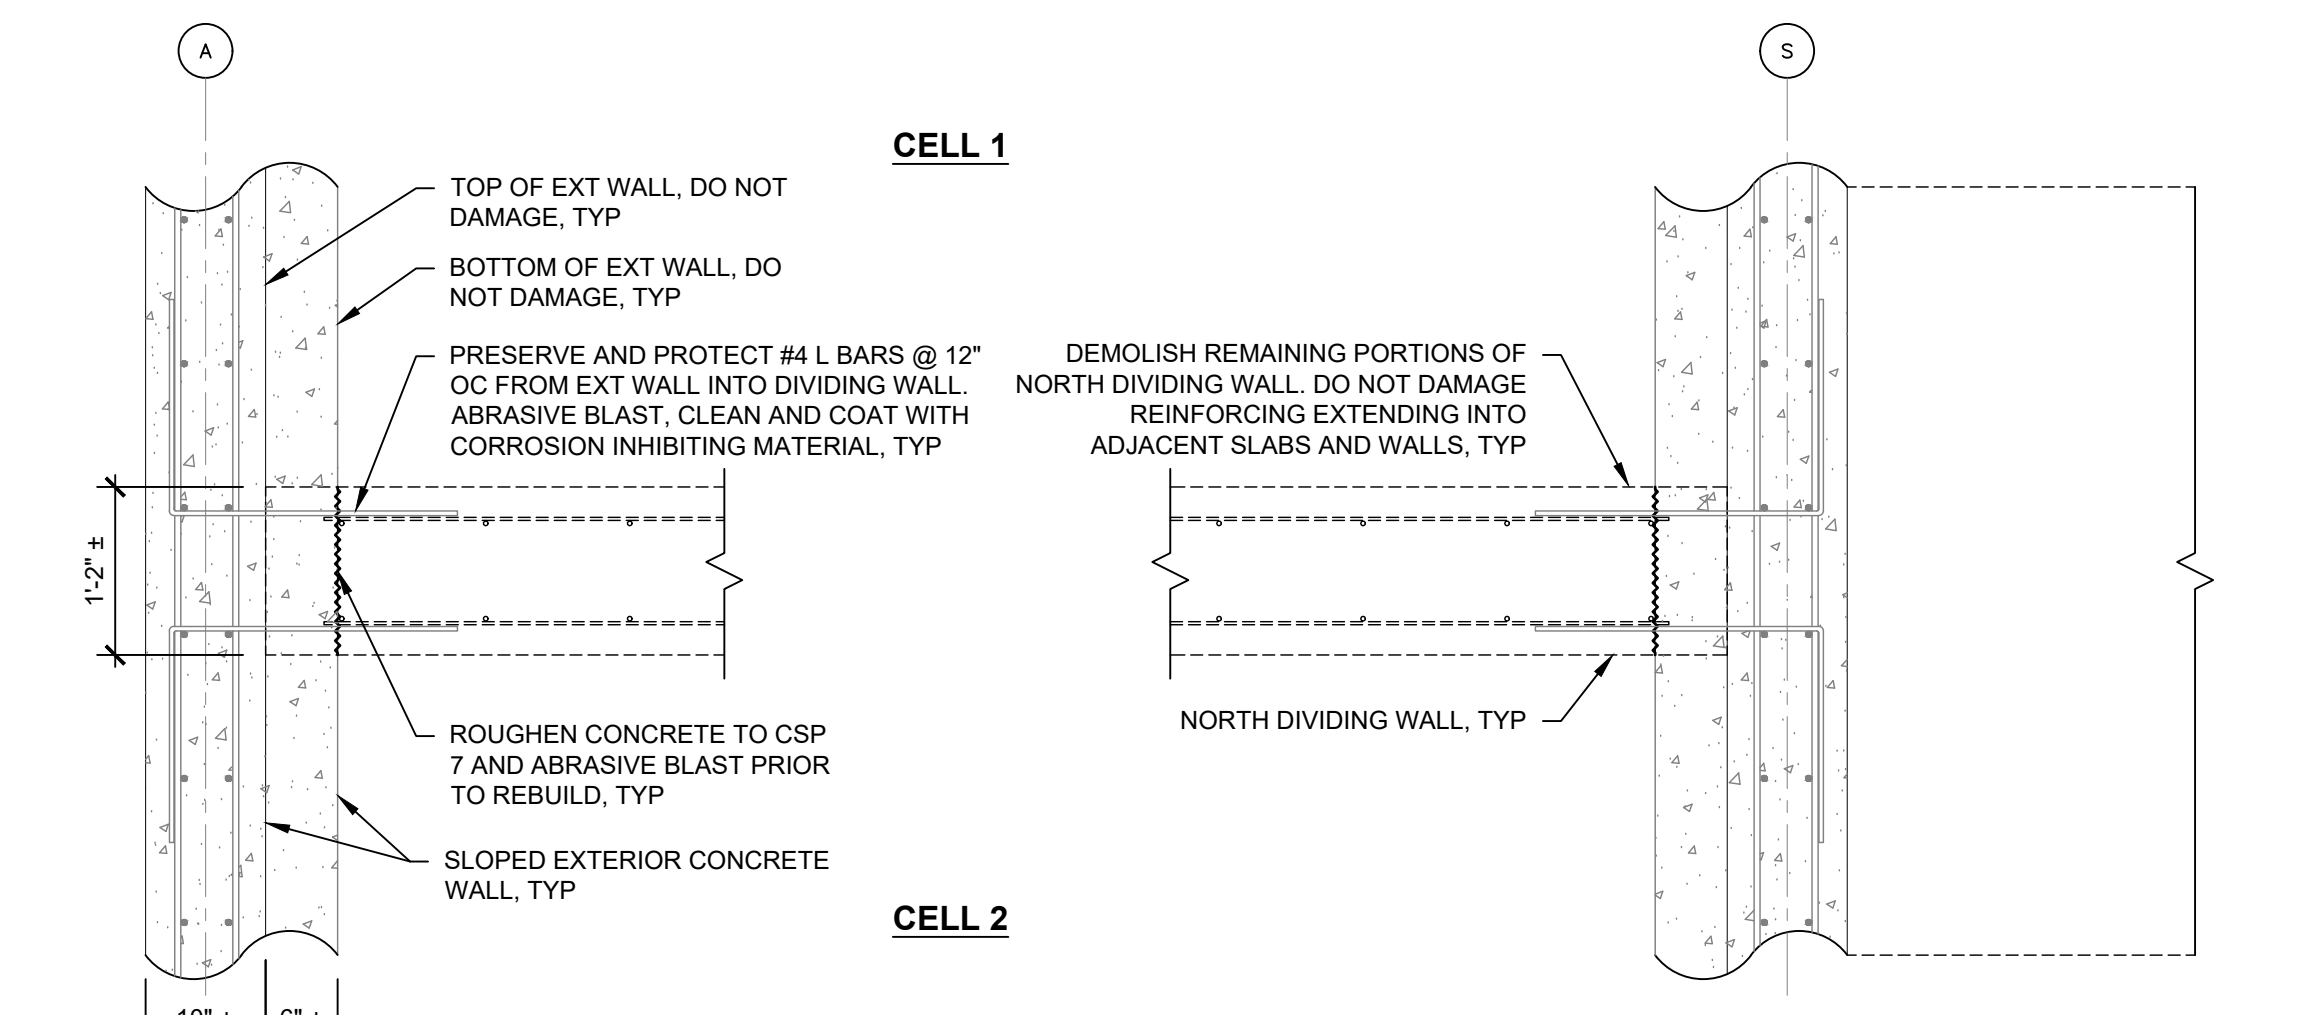 A
S
CELL 1
TOP OF EXT WALL, DO NOT
DAMAGE, TYP
BOTTOM OF EXT WALL, DO
NOT DAMAGE, TYP
PRESERVE AND PROTECT #4 L BARS @ 12"
OC FROM EXT WALL INTO DIVIDING WALL.
ABRASIVE BLAST, CLEAN AND COAT WITH
CORROSION INHIBITING MATERIAL, TYP
DEMOLISH REMAINING PORTIONS OF
NORTH DIVIDING WALL. DO NOT DAMAGE
REINFORCING EXTENDING INTO
ADJACENT SLABS AND WALLS, TYP
1'-2" ±
NORTH DIVIDING WALL, TYP
ROUGHEN CONCRETE TO CSP
7 AND ABRASIVE BLAST PRIOR
TO REBUILD, TYP
SLOPED EXTERIOR CONCRETE
WALL, TYP
CELL 2
10" ±
6" ±